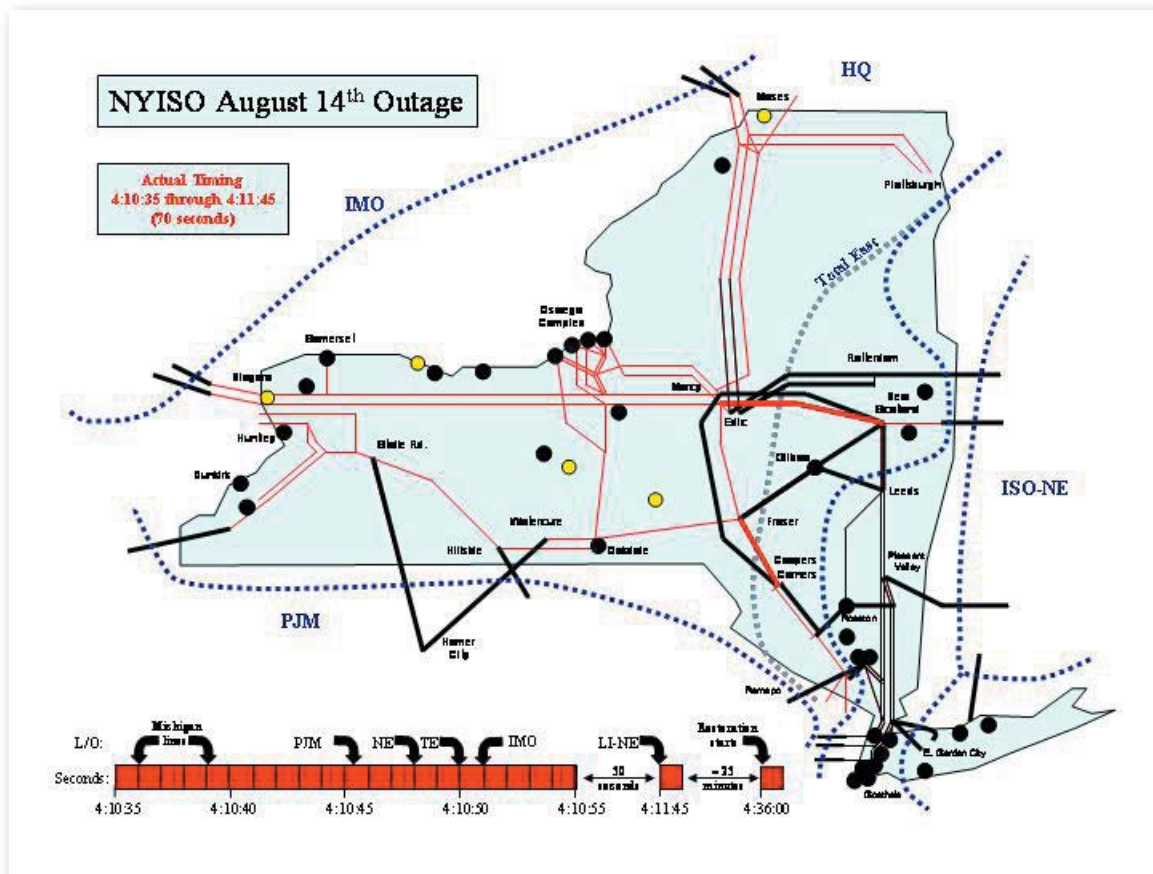 NYISO August 14th Outage
Actual Timing
4:10:35 through 4:11:45
(70 seconds)
HQ
IMO
Moses
Plattsburgh
Total East
Oswego
Complex
Somerset
Niagara
Rotterdam
Marcy
New
Scotland
Edic
Huntley
Stolle Rd.
Gilboa
Dunkirk
Leeds
ISO-NE
Watercure
Fraser
Hillside
Oakdale
Coopers
Corners
Pleasant
Valley
PJM
Homer
City
Roseton
Ramapo
E. Garden City
Goethals
L/O:
Michigan
lines
PJM
NE
TE
IMO
LI-NE
Restoration
starts
Seconds:
50
seconds
~ 25
minutes
4:10:35
4:10:40
4:10:45
4:10:50
4:10:55
4:11:45
4:36:00